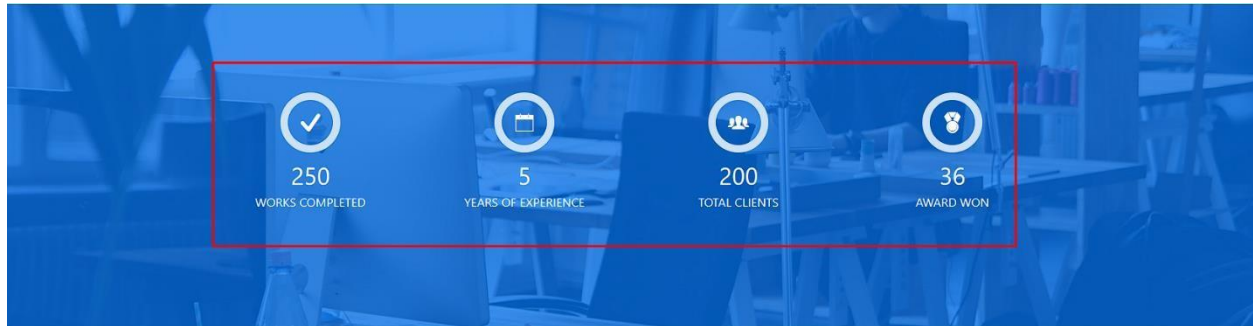 250
WORKS COMPLETED
5
YEARS OF EXPERIENCE
200
TOTAL CLIENTS
36
AWARD WON